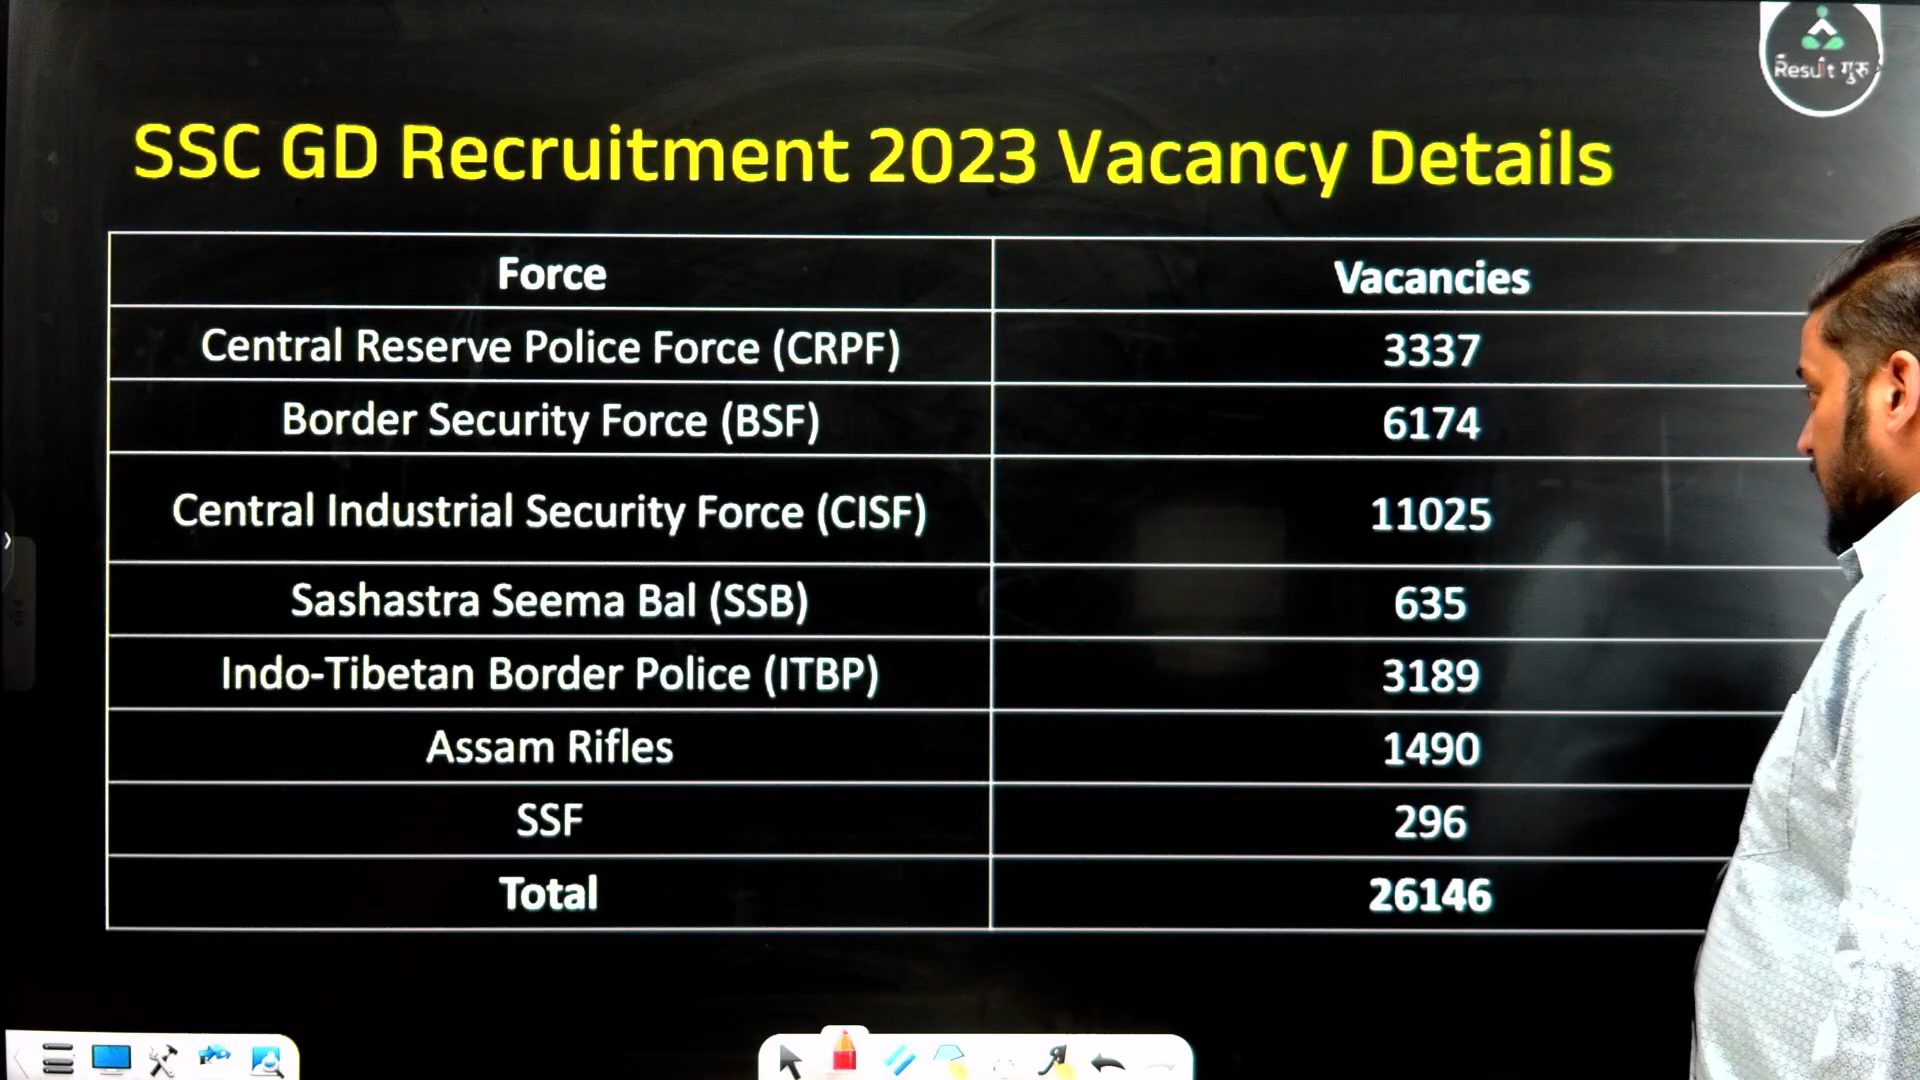 Result गुरु
SSC GD Recruitment 2023 Vacancy Details
Force Vacancies
Central Reserve Police Force (CRPF) 3337
Border Security Force (BSF) 6174
Central Industrial Security Force (CISF) 11025
Sashastra Seema Bal (SSB) 635
Indo-Tibetan Border Police (ITBP) 3189
Assam Rifles 1490
SSF 296
Total 26146